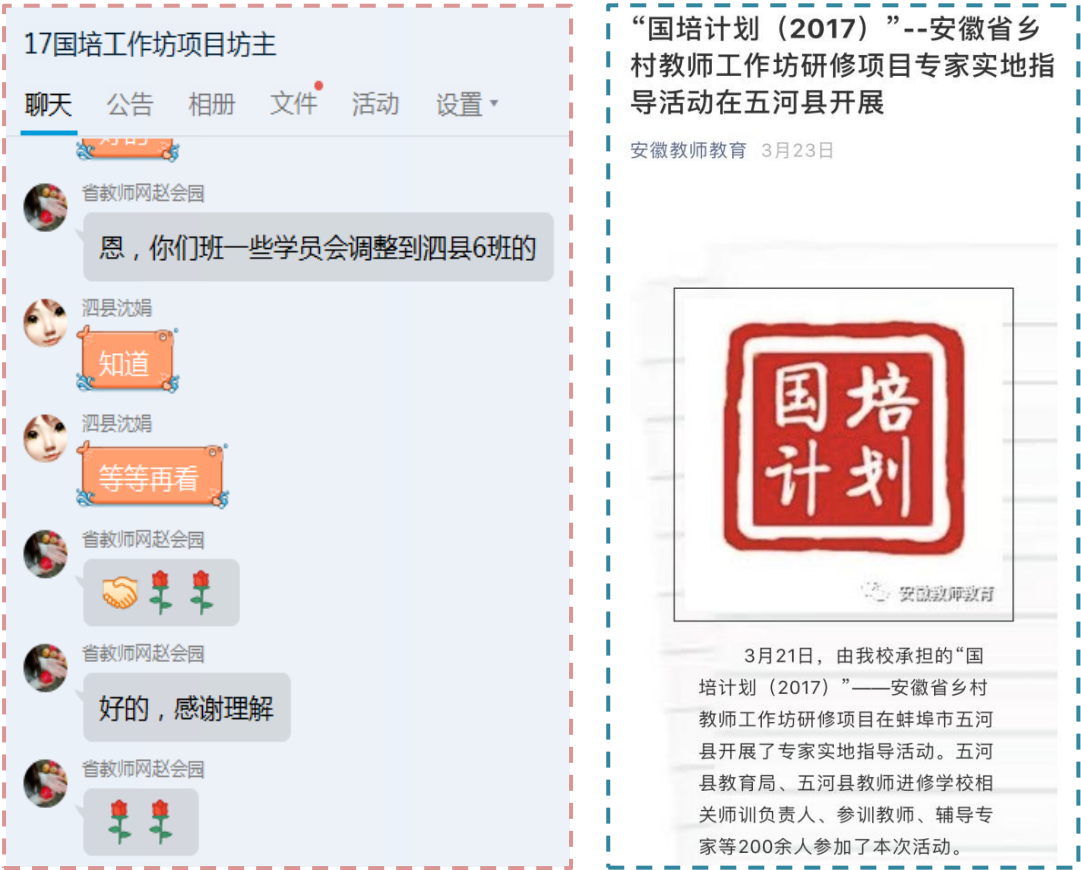 17国培工作坊项目坊主
聊天 公告 相册 文件 活动 设置
好的
省教师网赵会园
恩，你们班一些学员会调整到泗县6班的
泗县沈娟
知道
泗县沈娟
等等再看
省教师网赵会园
省教师网赵会园
好的，感谢理解
省教师网赵会园
“国培计划（2017）”--安徽省乡
村教师工作坊研修项目专家实地指
导活动在五河县开展
安徽教师教育 3月23日
国培
计划
安徽教师教育
3月21日，由我校承担的“国
培计划（2017）”——安徽省乡村
教师工作坊研修项目在蚌埠市五河
县开展了专家实地指导活动。五河
县教育局、五河县教师进修学校相
关师训负责人、参训教师、辅导专
家等200余人参加了本次活动。